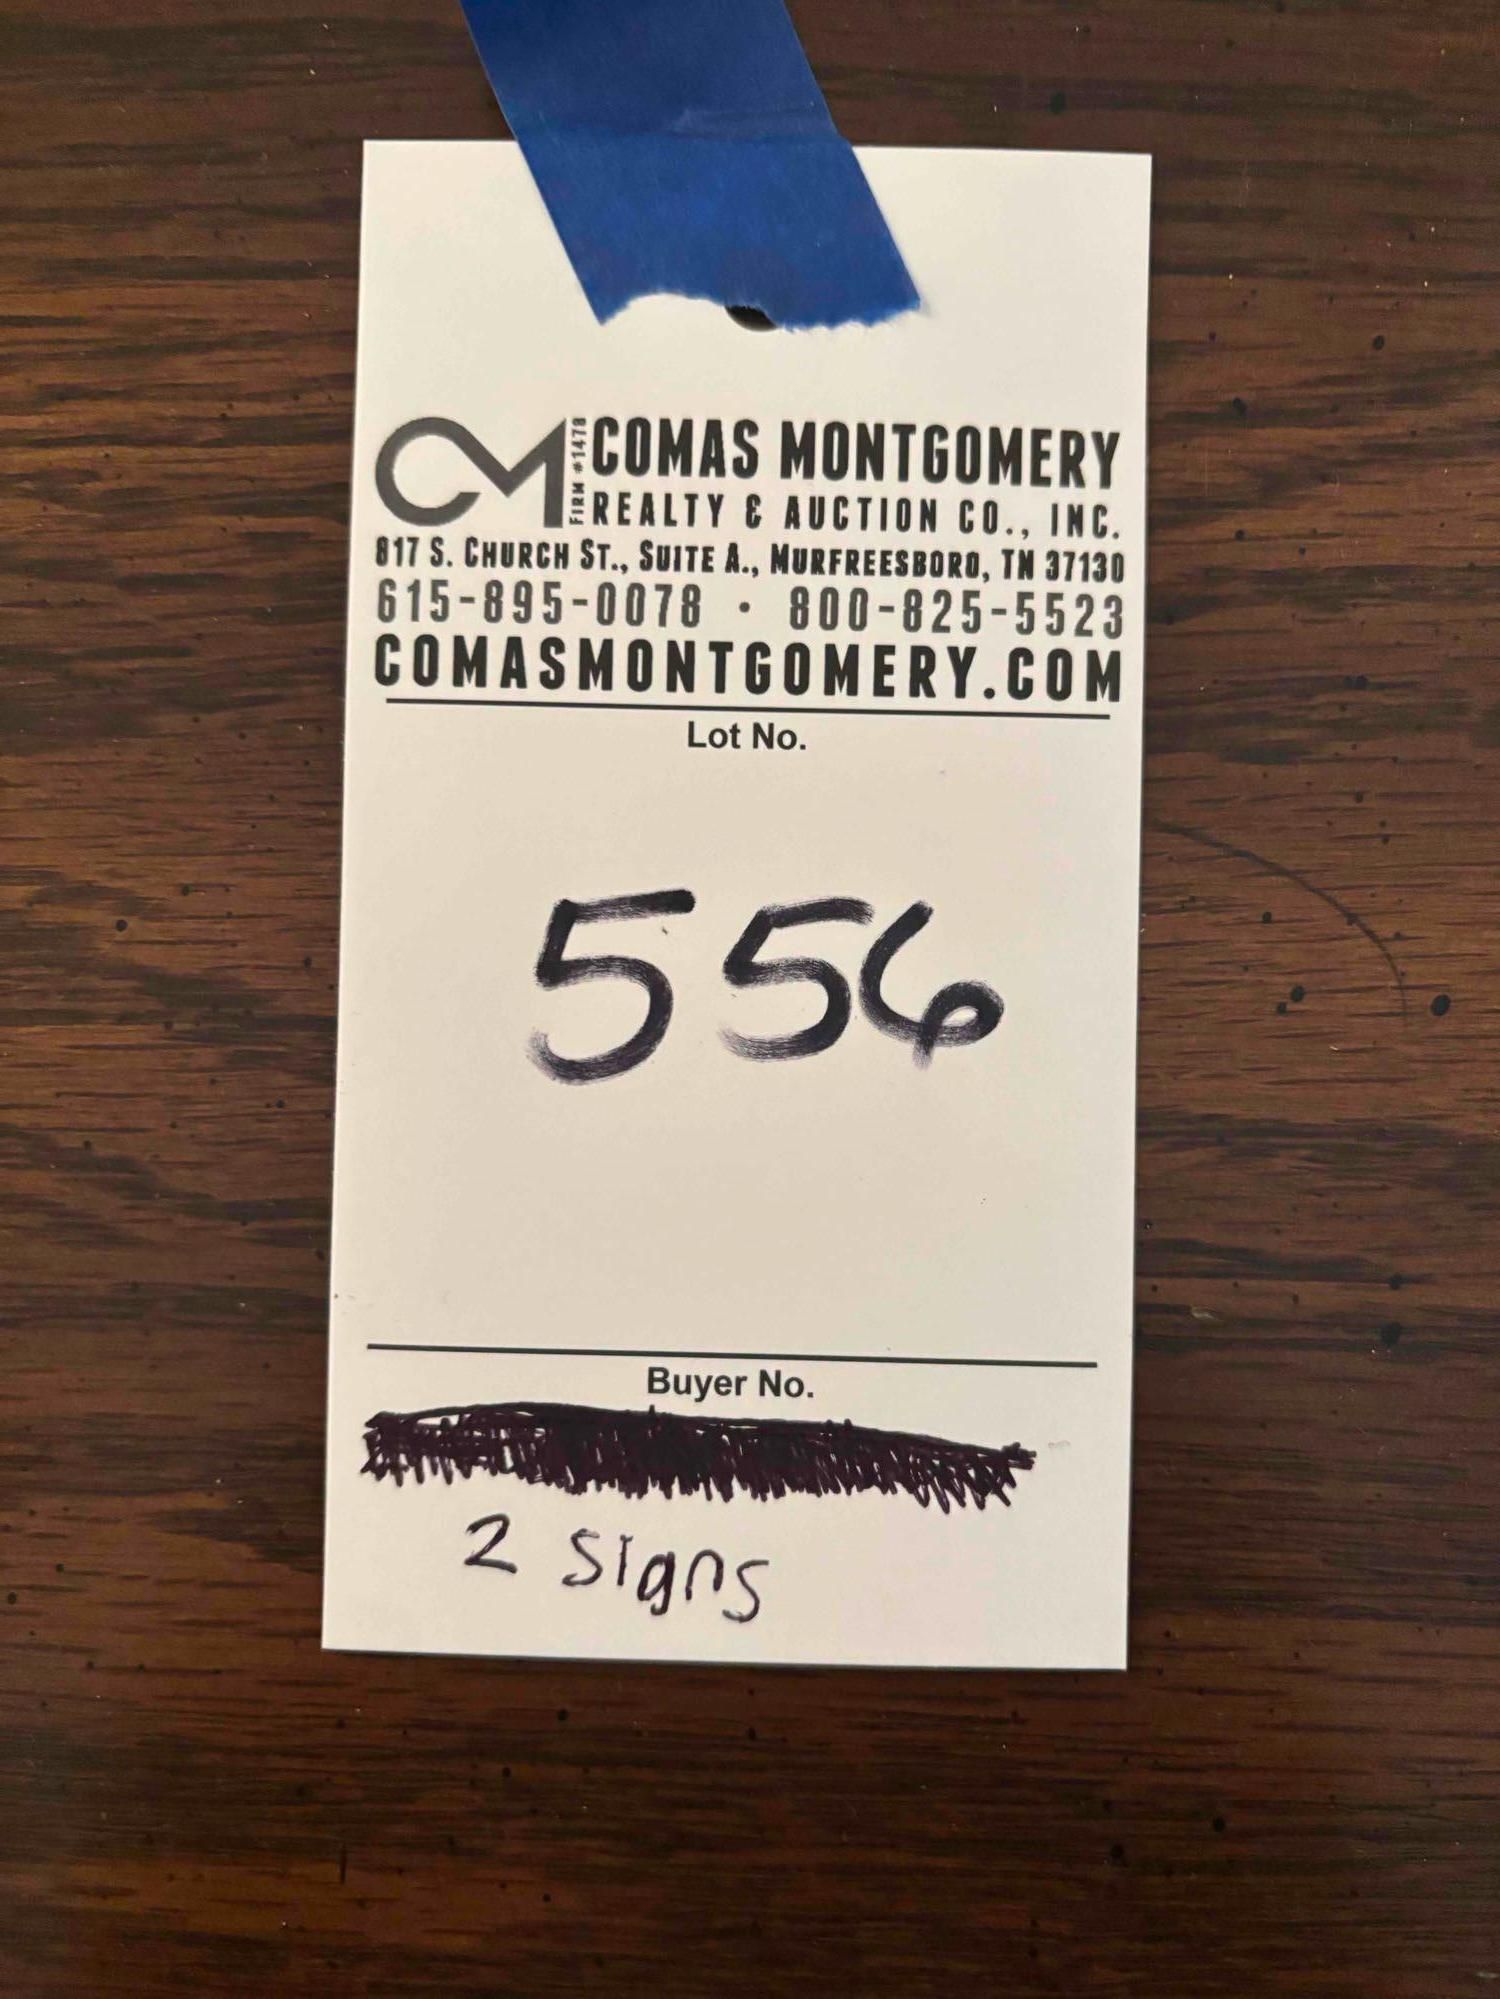 CM FIRM #1478 COMAS MONTGOMERY
REALTY & AUCTION CO., INC.
817 S. CHURCH ST., SUITE A., MURFREESBORO, TN 37130
615-895-0078 · 800-825-5523
COMASMONTGOMERY.COM
Lot No.
556
Buyer No.
2 signs